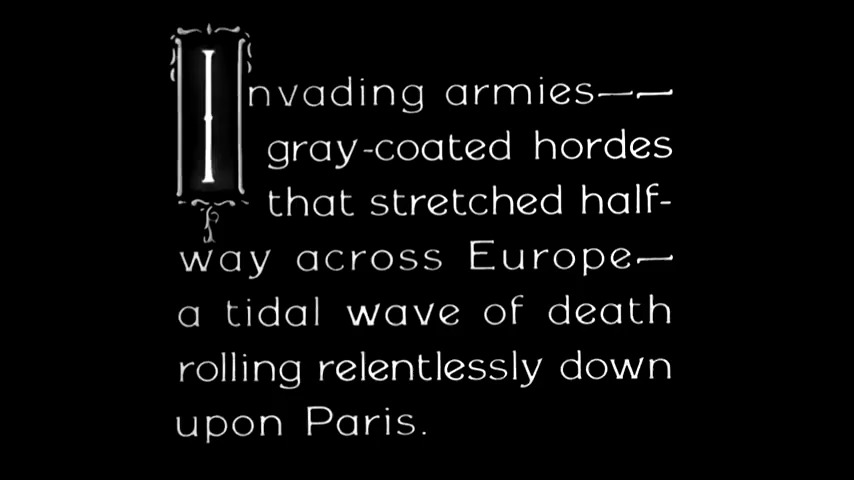 Invading armies——
gray-coated hordes
that stretched half-
way across Europe—
a tidal wave of death
rolling relentlessly down
upon Paris.